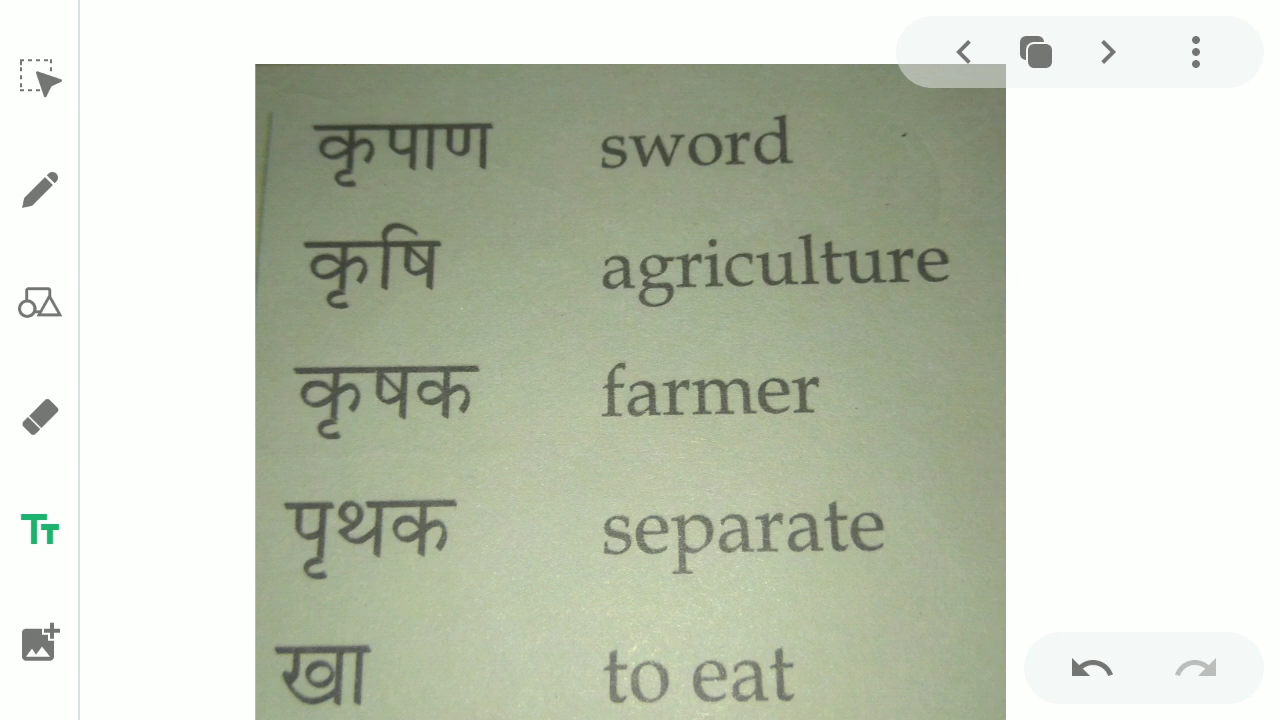 कृपाण sword
कृषि agriculture
कृषक farmer
पृथक separate
खा to eat